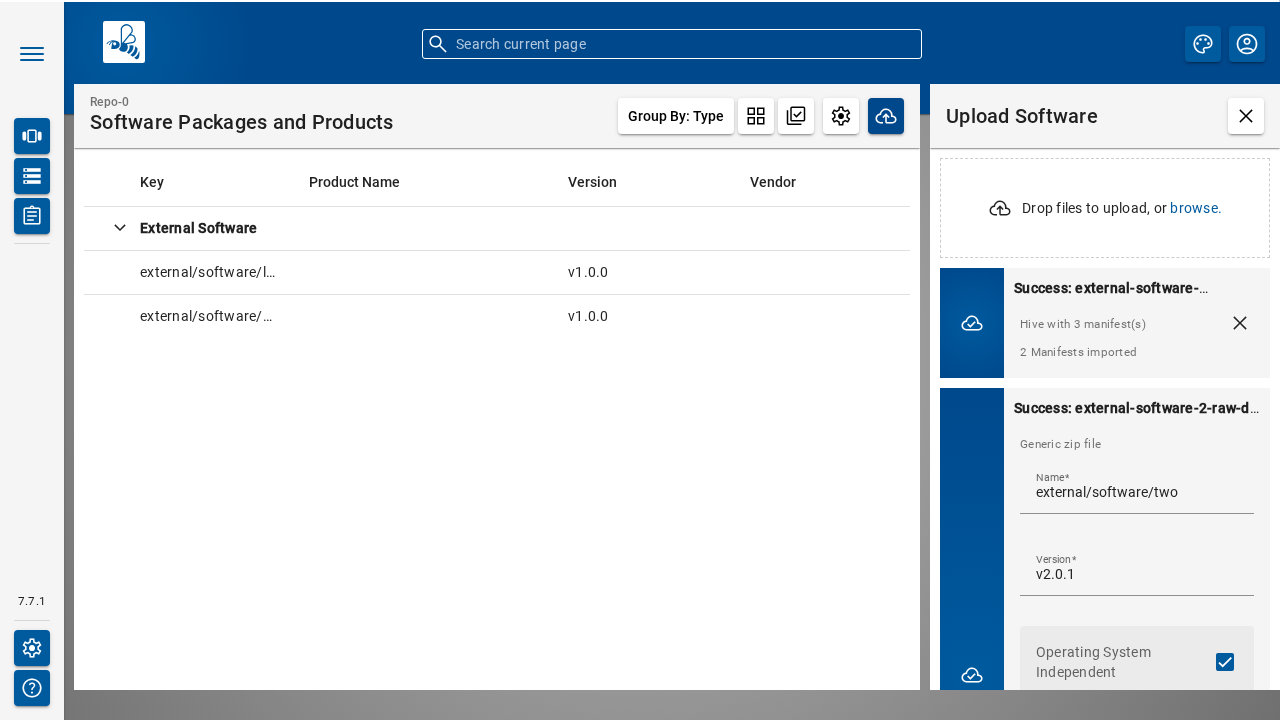 Search current page
Repo-0
Software Packages and Products
Group By: Type
Upload Software
Key
Product Name
Version
Vendor
External Software
external/software/l...
v1.0.0
external/software/...
v1.0.0
Drop files to upload, or browse.
Success: external-software-...
Hive with 3 manifest(s)
2 Manifests imported
Success: external-software-2-raw-d...
Generic zip file
Name*
external/software/two
Version*
v2.0.1
Operating System
Independent
7.7.1